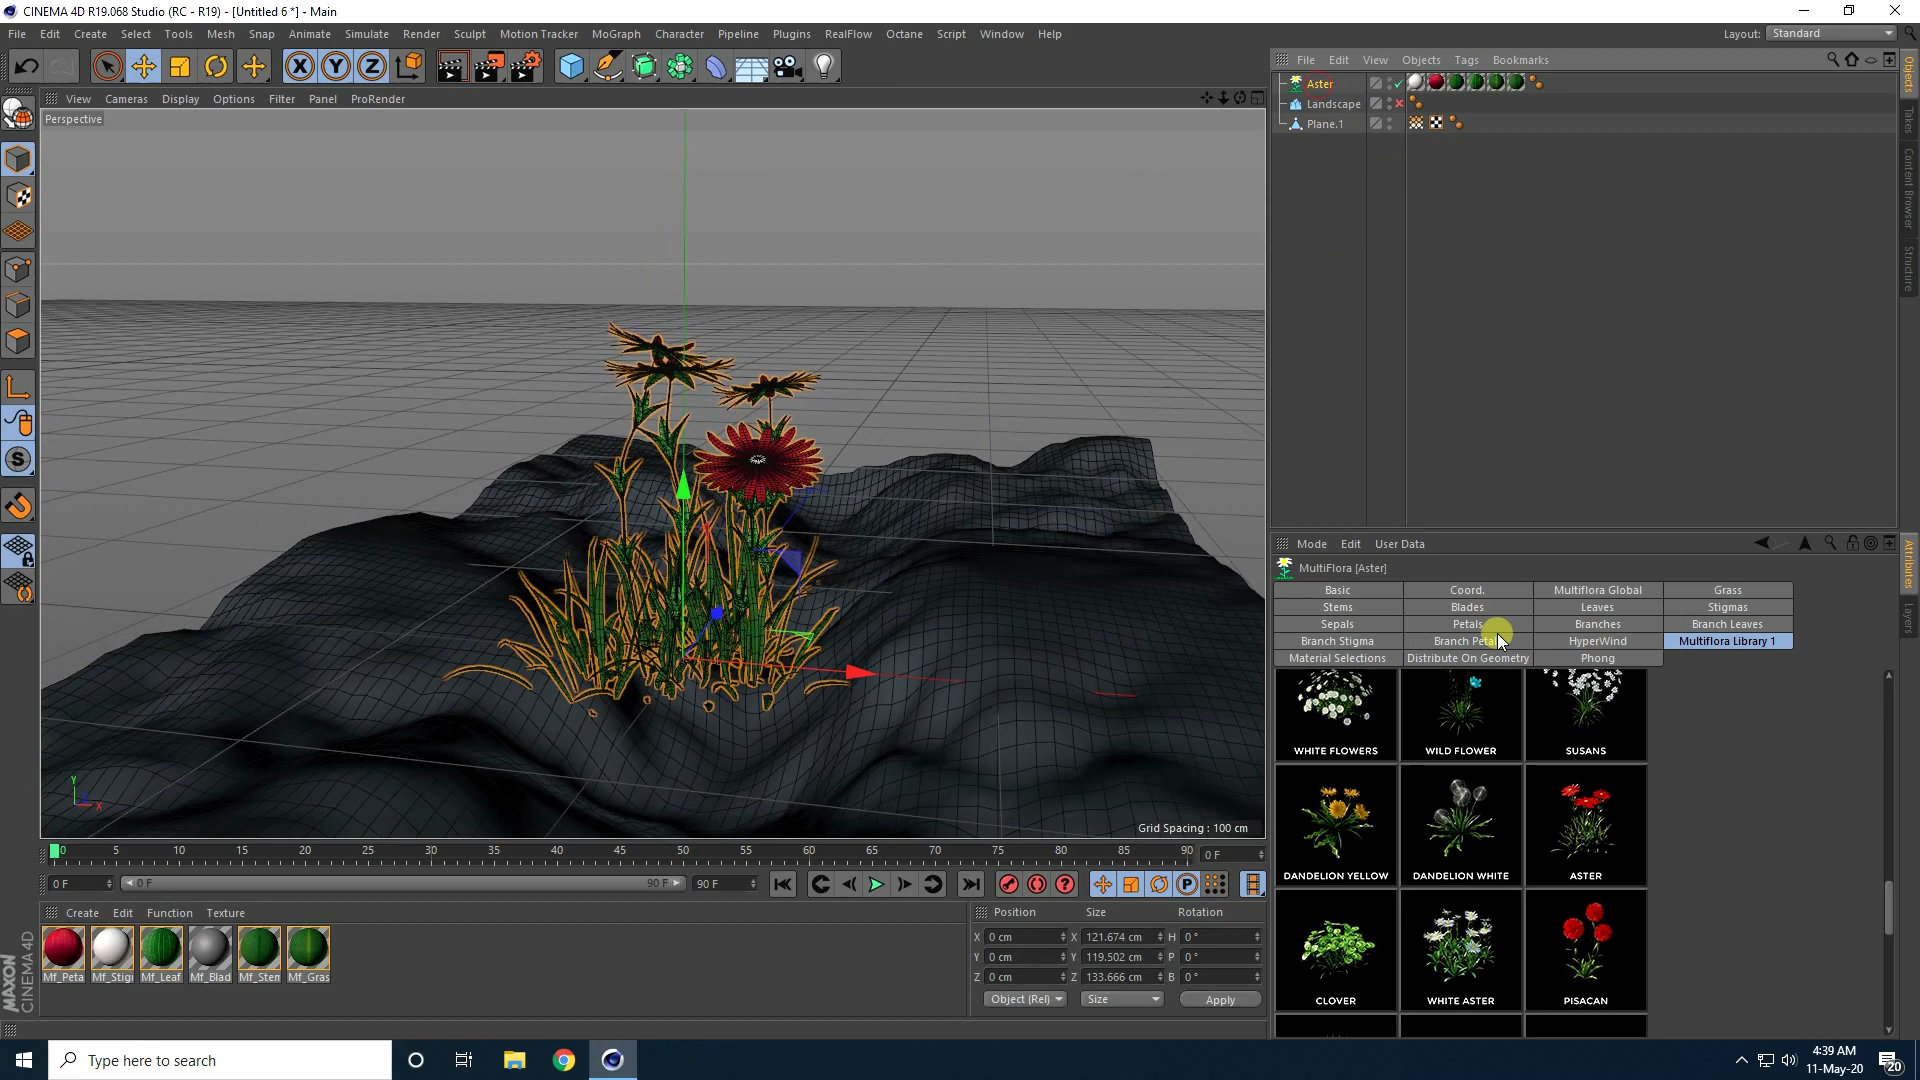 CINEMA 4D R19.068 Studio (RC - R19) - [Untitled 6 *] - Main
File Edit Create Select Tools Mesh Snap Animate Simulate Render Sculpt Motion Tracker MoGraph Character Pipeline Plugins RealFlow Octane Script Window Help
Layout: Standard
X Y Z
File Edit View Objects Tags Bookmarks
Aster
Landscape
Plane.1
View Cameras Display Options Filter Panel ProRender
Perspective
Objects
Takes
Content Browser
Structure
Mode Edit User Data
MultiFlora [Aster]
Basic Coord. Multiflora Global Grass
Stems Blades Leaves Stigmas
Sepals Petals Branches Branch Leaves
Branch Stigma Branch Petals HyperWind Multiflora Library 1
Material Selections Distribute On Geometry Phong
WHITE FLOWERS WILD FLOWER SUSANS
DANDELION YELLOW DANDELION WHITE ASTER
CLOVER WHITE ASTER PISACAN
Attributes
Layers
S
Y
X
Grid Spacing : 100 cm
0 5 10 15 20 25 30 35 40 45 50 55 60 65 70 75 80 85 90 0 F
0 F 0 F 90 F 90 F
Create Edit Function Texture
Mf_Peta Mf_Stigi Mf_Leaf Mf_Blad Mf_Sten Mf_Gras
Position Size Rotation
X 0 cm X 121.674 cm H 0 °
Y 0 cm Y 119.502 cm P 0 °
Z 0 cm Z 133.666 cm B 0 °
Object (Rel) Size Apply
MAXON
CINEMA 4D
Type here to search
4:39 AM
11-May-20
20